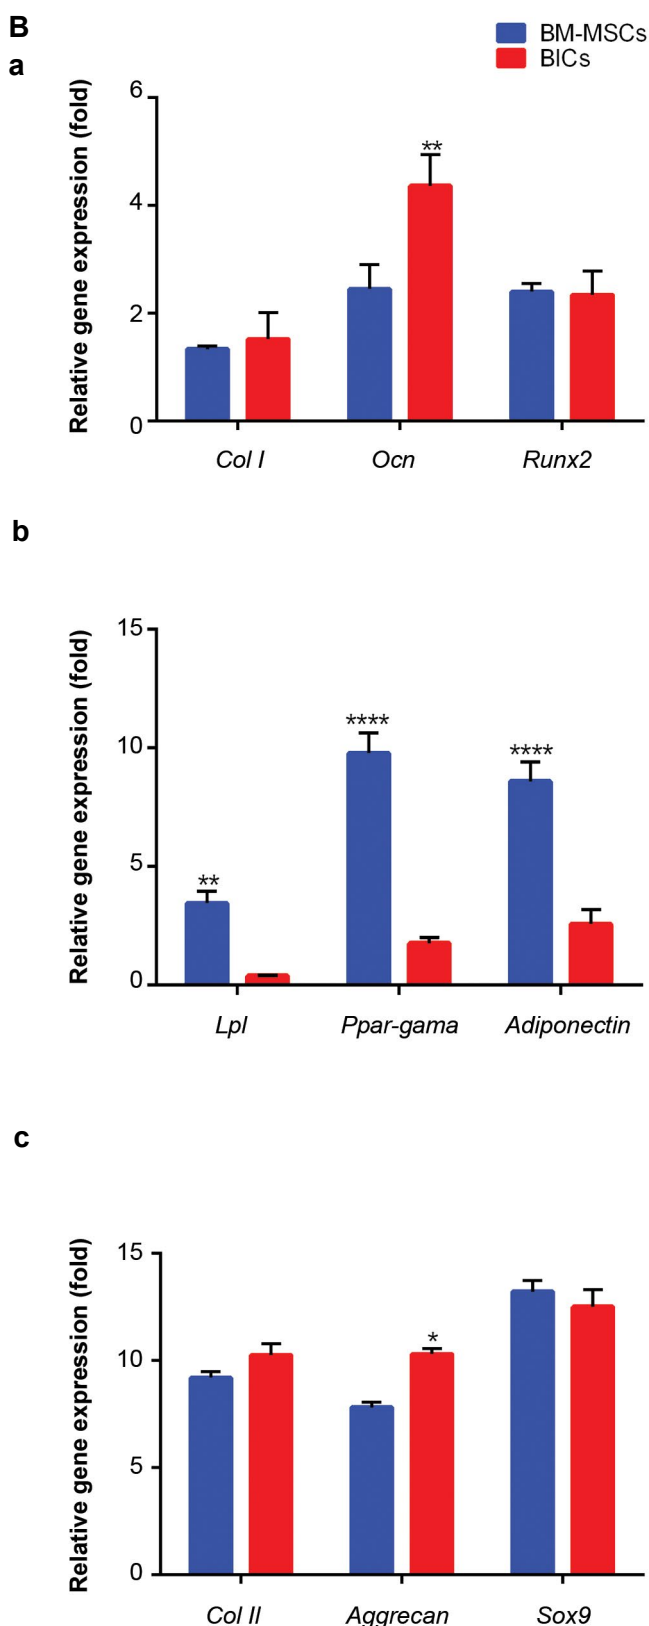 B
BM-MSCs
BICs
a
Relative gene expression (fold)
6
4
2
0
**
Col I Ocn Runx2
b
Relative gene expression (fold)
15
10
5
0
** **** ****
Lpl Ppar-gama Adiponectin
c
Relative gene expression (fold)
15
10
5
0
*
Col II Aggrecan Sox9